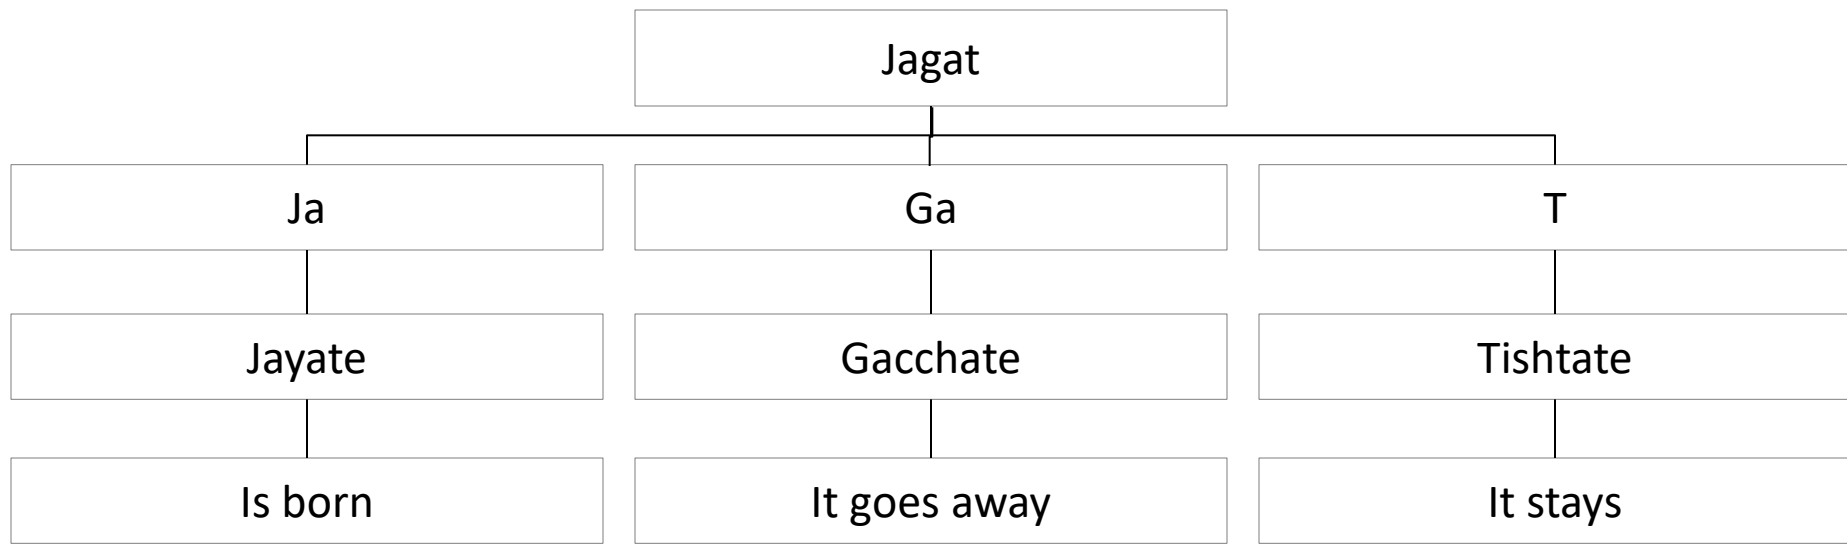 Jagat
Ja
Ga
T
Jayate
Gacchate
Tishtate
Is born
It goes away
It stays